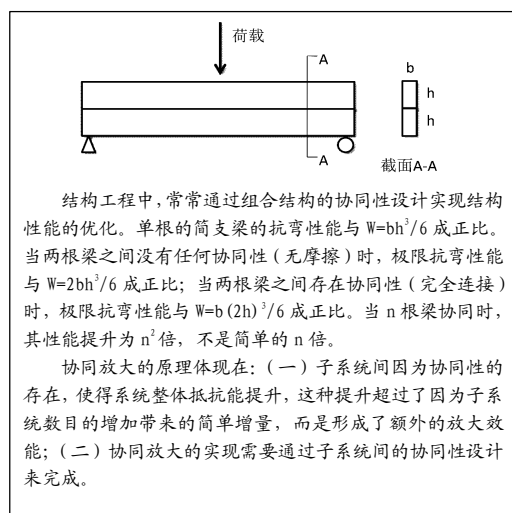 荷载
A
b
h
h
A
截面A-A
结构工程中，常常通过组合结构的协同性设计实现结构
性能的优化。单根的简支梁的抗弯性能与 W=bh³/6 成正比。
当两根梁之间没有任何协同性（无摩擦）时，极限抗弯性能
与 W=2bh³/6 成正比；当两根梁之间存在协同性（完全连接）
时，极限抗弯性能与 W=b(2h)³/6 成正比。当 n 根梁协同时，
其性能提升为 n²倍，不是简单的 n 倍。
协同放大的原理体现在：（一）子系统间因为协同性的
存在，使得系统整体抵抗能提升，这种提升超过了因为子系
统数目的增加带来的简单增量，而是形成了额外的放大效
能；（二）协同放大的实现需要通过子系统间的协同性设计
来完成。